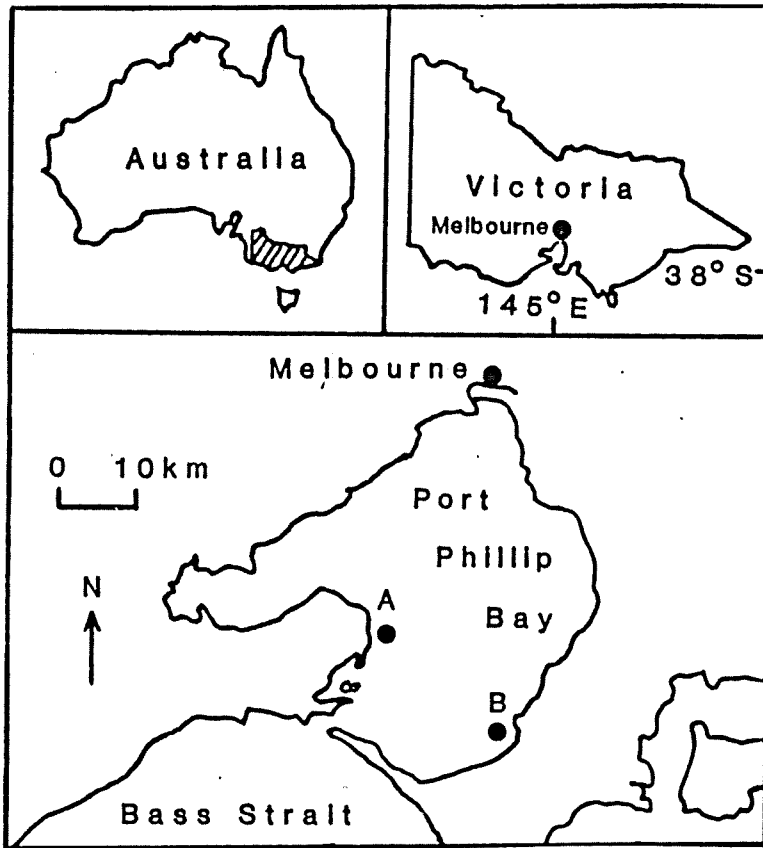 Australia
Victoria
Melbourne
38° S
145° E
Melbourne
0 10km
Port
Phillip
Bay
N
A
B
Bass Strait